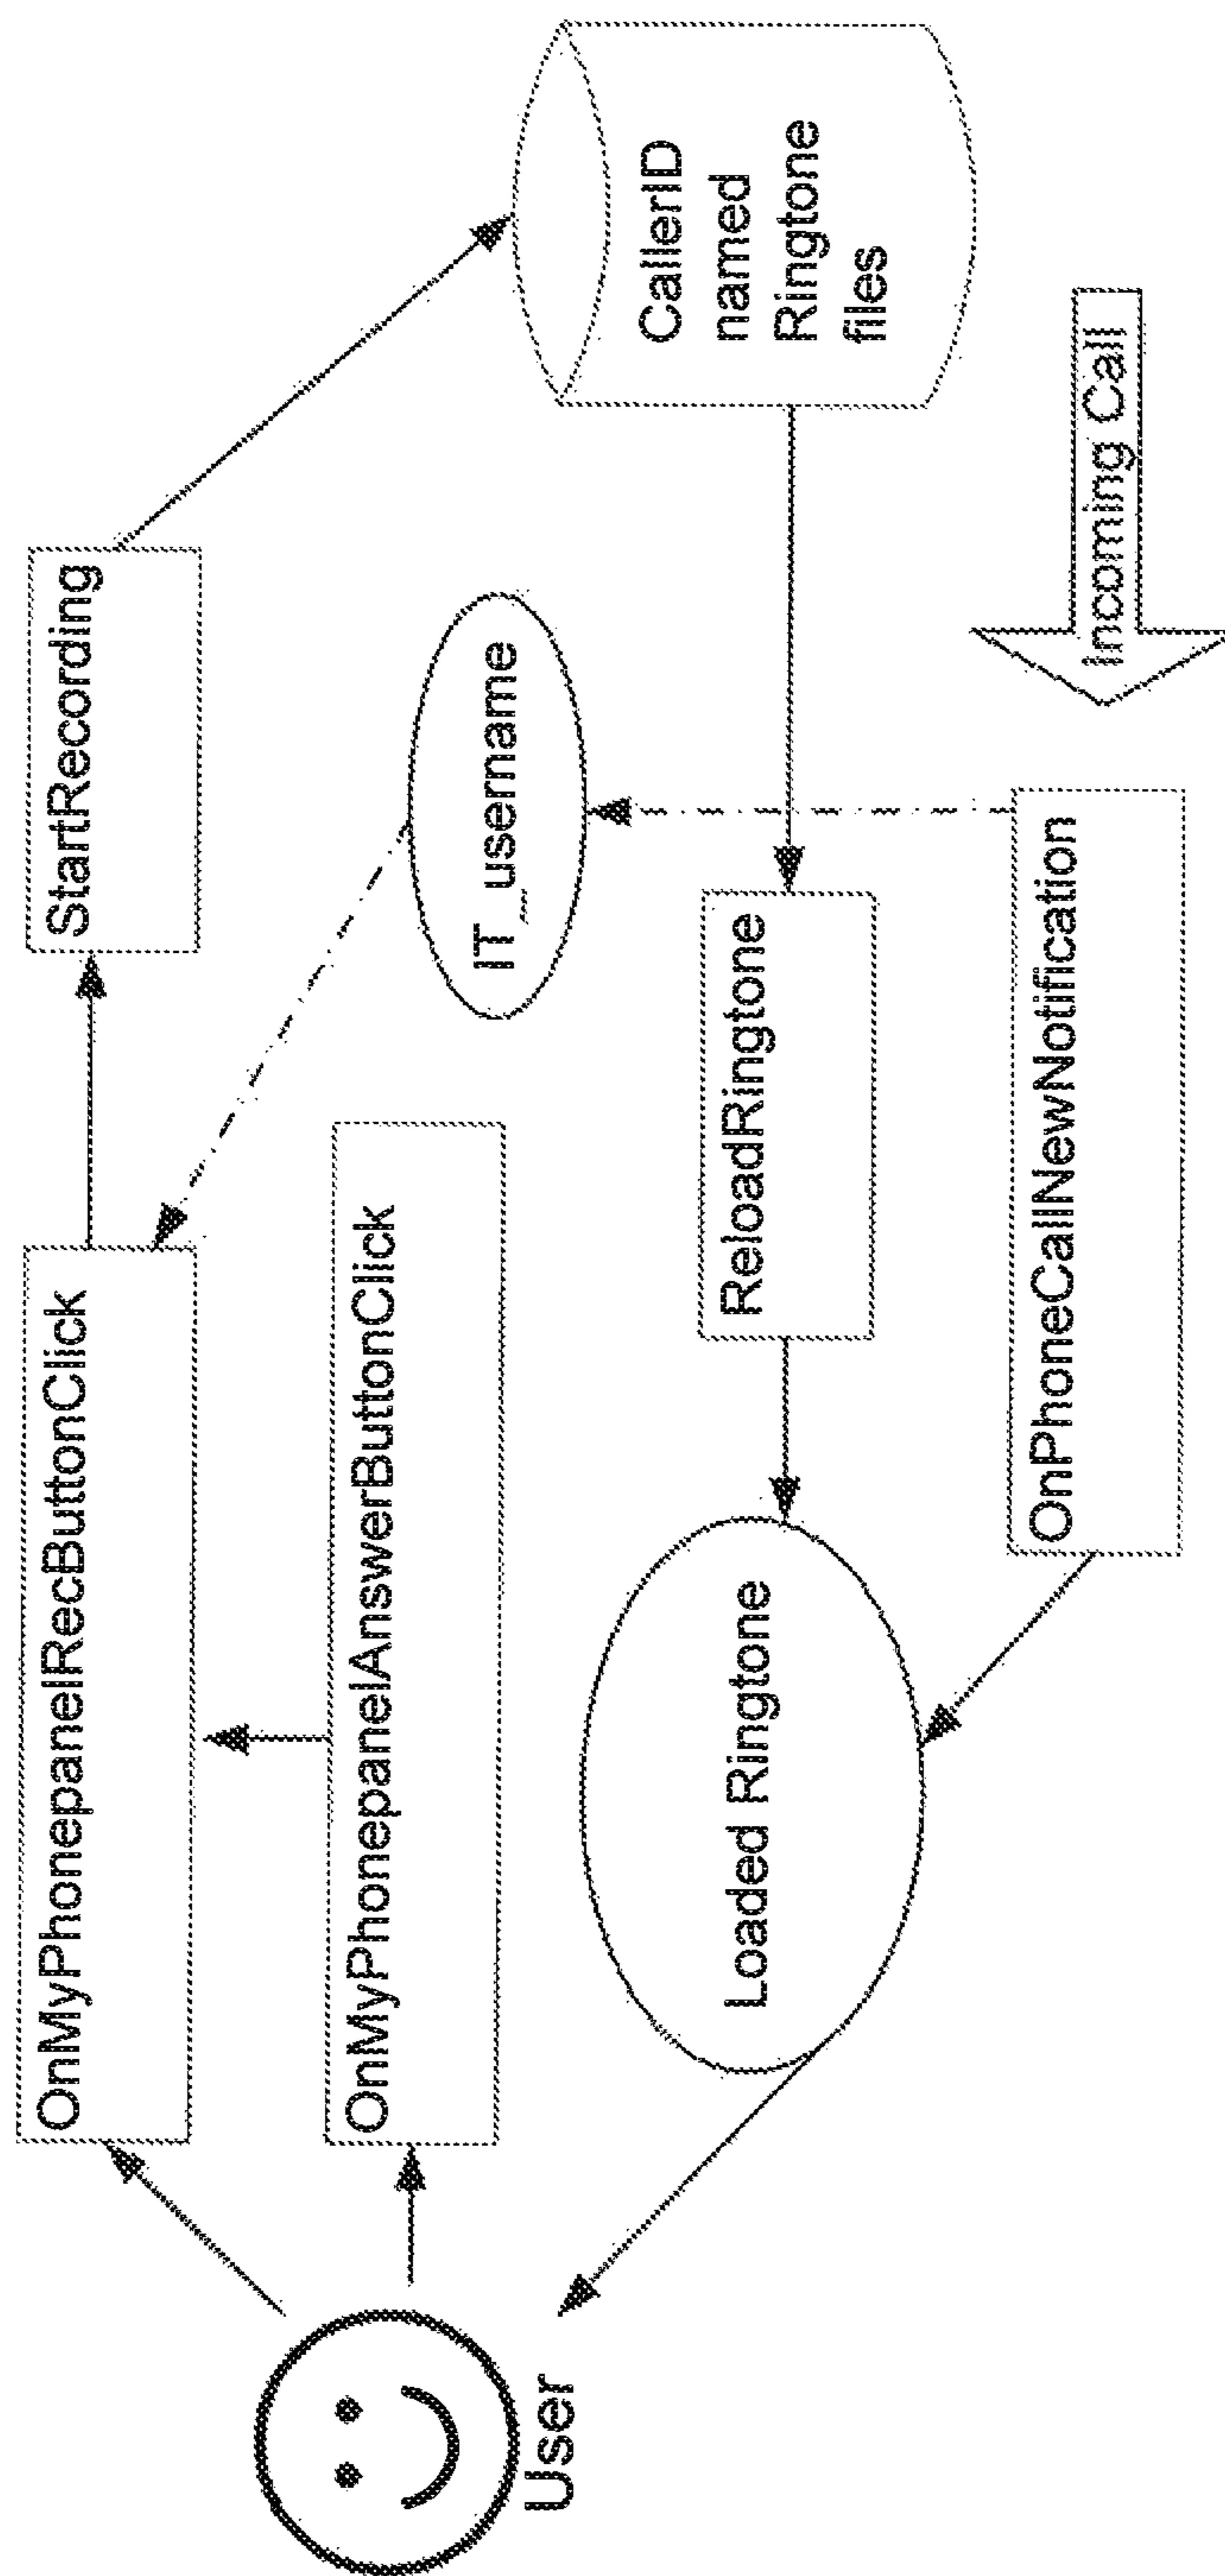 OnMyPhonepanelRecButtonClick
StartRecording
OnMyPhonepanelAnswerButtonClick
IT_username
User
Loaded Ringtone
ReloadRingtone
CallerID
named
Ringtone
files
OnPhoneCallNewNotification
Incoming Call